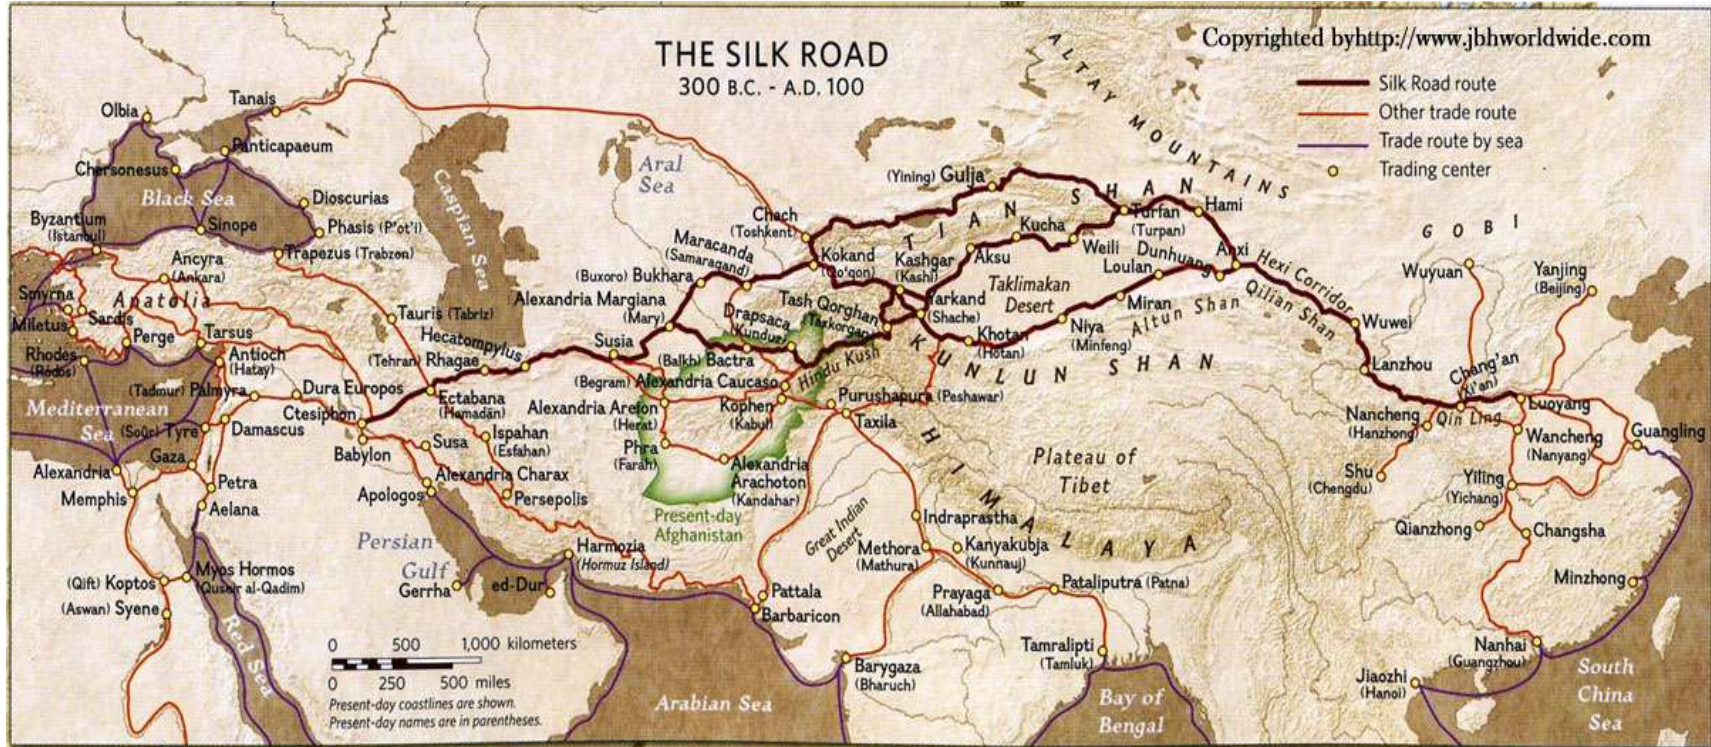 THE SILK ROAD
300 B.C. - A.D. 100
Copyrighted byhttp://www.jbhworldwide.com
Silk Road route
Other trade route
Trade route by sea
Trading center
ALTAY MOUNTAINS
Olbia
Tanais
Panticapaeum
Chersonesus
Black Sea
Dioscurias
Byzantium
(Istanbul)
Sinope
Phasis (P'ot'i)
Trapezus (Trabzon)
Caspian Sea
Aral
Sea
Chach
(Toshkent)
(Yining) Gulja
TIAN SHAN
Turfan
(Turpan)
Hami
GOBI
Ancyra
(Ankara)
Anatolia
Smyrna
Sardis
Miletus
Perge
Tarsus
Tauris (Tabriz)
Maracanda
(Samaraqand)
(Buxoro) Bukhara
Kokand
(Qo'qon)
Kashgar
(Kashi)
Aksu
Kucha
Weili
Dunhuang
Loulan
Anxi
Hexi Corridor
Wuyuan
Yanjing
(Beijing)
Alexandria Margiana
(Mary)
Tash Qorghan
(Taxkorgan)
Yarkand
(Shache)
Taklimakan
Desert
Miran
Altun Shan
Qilian Shan
Drapsaca
(Kunduz)
Hecatompylus
(Tehran) Rhagae
Susia
(Balkh) Bactra
Hindu Kush
Khotan
(Hotan)
Niya
(Minfeng)
KUNLUN SHAN
Wuwei
Lanzhou
Chang'an
(Xi'an)
Rhodes
(Ródos)
Antioch
(Hatay)
(Tadmur) Palmyra
Dura Europos
Ctesiphon
Ectabana
(Hamadān)
(Begram) Alexandria Caucaso
Purushapura (Peshawar)
Mediterranean
Sea
(Soûr) Tyre
Damascus
Gaza
Babylon
Susa
Ispahan
(Esfahan)
Alexandria Areion
(Herat)
Kophen
(Kabul)
Taxila
Nancheng
(Hanzhong)
Qin Ling
Luoyang
Wancheng
(Nanyang)
Guangling
Alexandria
Memphis
Petra
Aelana
Apologos
Alexandria Charax
Persepolis
Phra
(Farah)
Alexandria
Arachoton
(Kandahar)
HIMALAYA
Plateau of
Tibet
Shu
(Chengdu)
Yiling
(Yichang)
Present-day
Afghanistan
Great Indian
Desert
Indraprastha
Qianzhong
Changsha
Persian
Gulf
Gerrha
ed-Dur
Harmozia
(Hormuz Island)
Methora
(Mathura)
Kanyakubja
(Kunnauj)
(Qift) Koptos
Myos Hormos
(Quseir al-Qadim)
(Aswan) Syene
Pattala
Barbaricon
Prayaga
(Allahabad)
Pataliputra (Patna)
Minzhong
Red Sea
0 500 1,000 kilometers
0 250 500 miles
Present-day coastlines are shown.
Present-day names are in parentheses.
Arabian Sea
Barygaza
(Bharuch)
Tamralipti
(Tamluk)
Bay of
Bengal
Jiaozhi
(Hanoi)
Nanhai
(Guangzhou)
South
China
Sea